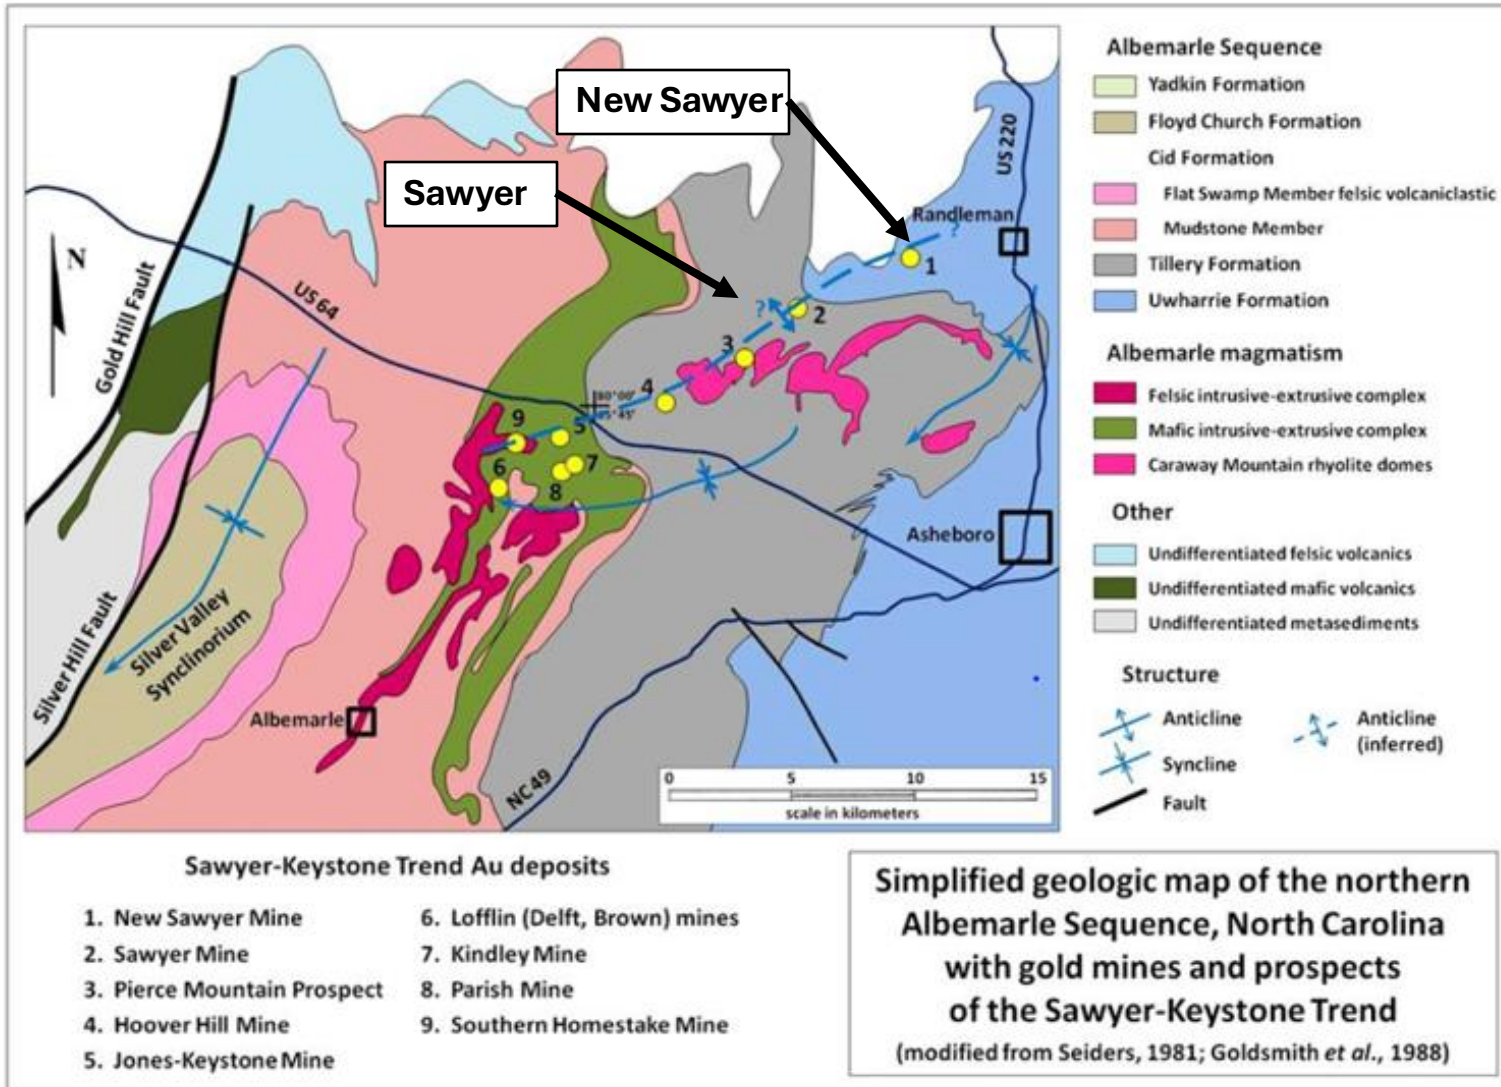 New Sawyer
Sawyer
Randleman
US 220
?
1
N
Gold Hill Fault
US 64
?
2
3
4
80°00'
35°45'
9
5
6
7
8
Asheboro
Silver Hill Fault
Silver Valley
Synclinorium
Albemarle
NC 49
0 5 10 15
scale in kilometers
Albemarle Sequence
Yadkin Formation
Floyd Church Formation
Cid Formation
Flat Swamp Member felsic volcaniclastic
Mudstone Member
Tillery Formation
Uwharrie Formation
Albemarle magmatism
Felsic intrusive-extrusive complex
Mafic intrusive-extrusive complex
Caraway Mountain rhyolite domes
Other
Undifferentiated felsic volcanics
Undifferentiated mafic volcanics
Undifferentiated metasediments
Structure
Anticline
Anticline
(inferred)
Syncline
Fault
Sawyer-Keystone Trend Au deposits
1. New Sawyer Mine
2. Sawyer Mine
3. Pierce Mountain Prospect
4. Hoover Hill Mine
5. Jones-Keystone Mine
6. Lofflin (Delft, Brown) mines
7. Kindley Mine
8. Parish Mine
9. Southern Homestake Mine
Simplified geologic map of the northern
Albemarle Sequence, North Carolina
with gold mines and prospects
of the Sawyer-Keystone Trend
(modified from Seiders, 1981; Goldsmith et al., 1988)